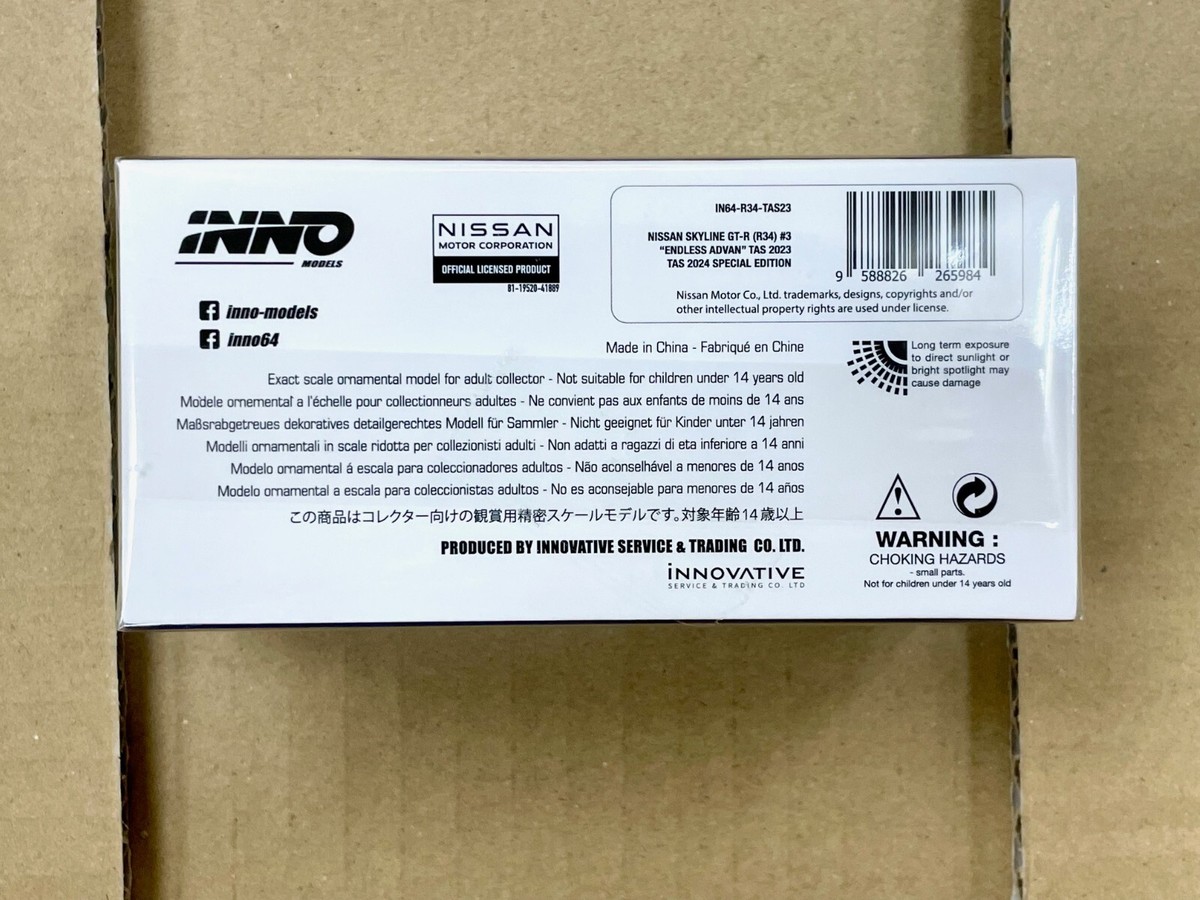 INNO
MODELS
inno-models
inno64
NISSAN
MOTOR CORPORATION
OFFICIAL LICENSED PRODUCT
81-19520-41889
IN64-R34-TAS23
NISSAN SKYLINE GT-R (R34) #3
"ENDLESS ADVAN" TAS 2023
TAS 2024 SPECIAL EDITION
9 588826 265984
Nissan Motor Co., Ltd. trademarks, designs, copyrights and/or
other intellectual property rights are used under license.
Made in China - Fabriqué en Chine
Long term exposure
to direct sunlight or
bright spotlight may
cause damage
Exact scale ornamental model for adult collector - Not suitable for children under 14 years old
Modèle ornemental a l'échelle pour collectionneurs adultes - Ne convient pas aux enfants de moins de 14 ans
Maßsrabgetreues dekoratives detailgerechtes Modell für Sammler - Nicht geeignet für Kinder unter 14 jahren
Modelli ornamentali in scale ridotta per collezionisti adulti - Non adatti a ragazzi di eta inferiore a 14 anni
Modelo ornamental á escala para coleccionadores adultos - Não aconselhável a menores de 14 anos
Modelo ornamental a escala para coleccionistas adultos - No es aconsejable para menores de 14 años
この商品はコレクター向けの観賞用精密スケールモデルです。対象年齢14歳以上
PRODUCED BY INNOVATIVE SERVICE & TRADING CO. LTD.
INNOVATIVE
SERVICE & TRADING CO. LTD
WARNING :
CHOKING HAZARDS
- small parts.
Not for children under 14 years old